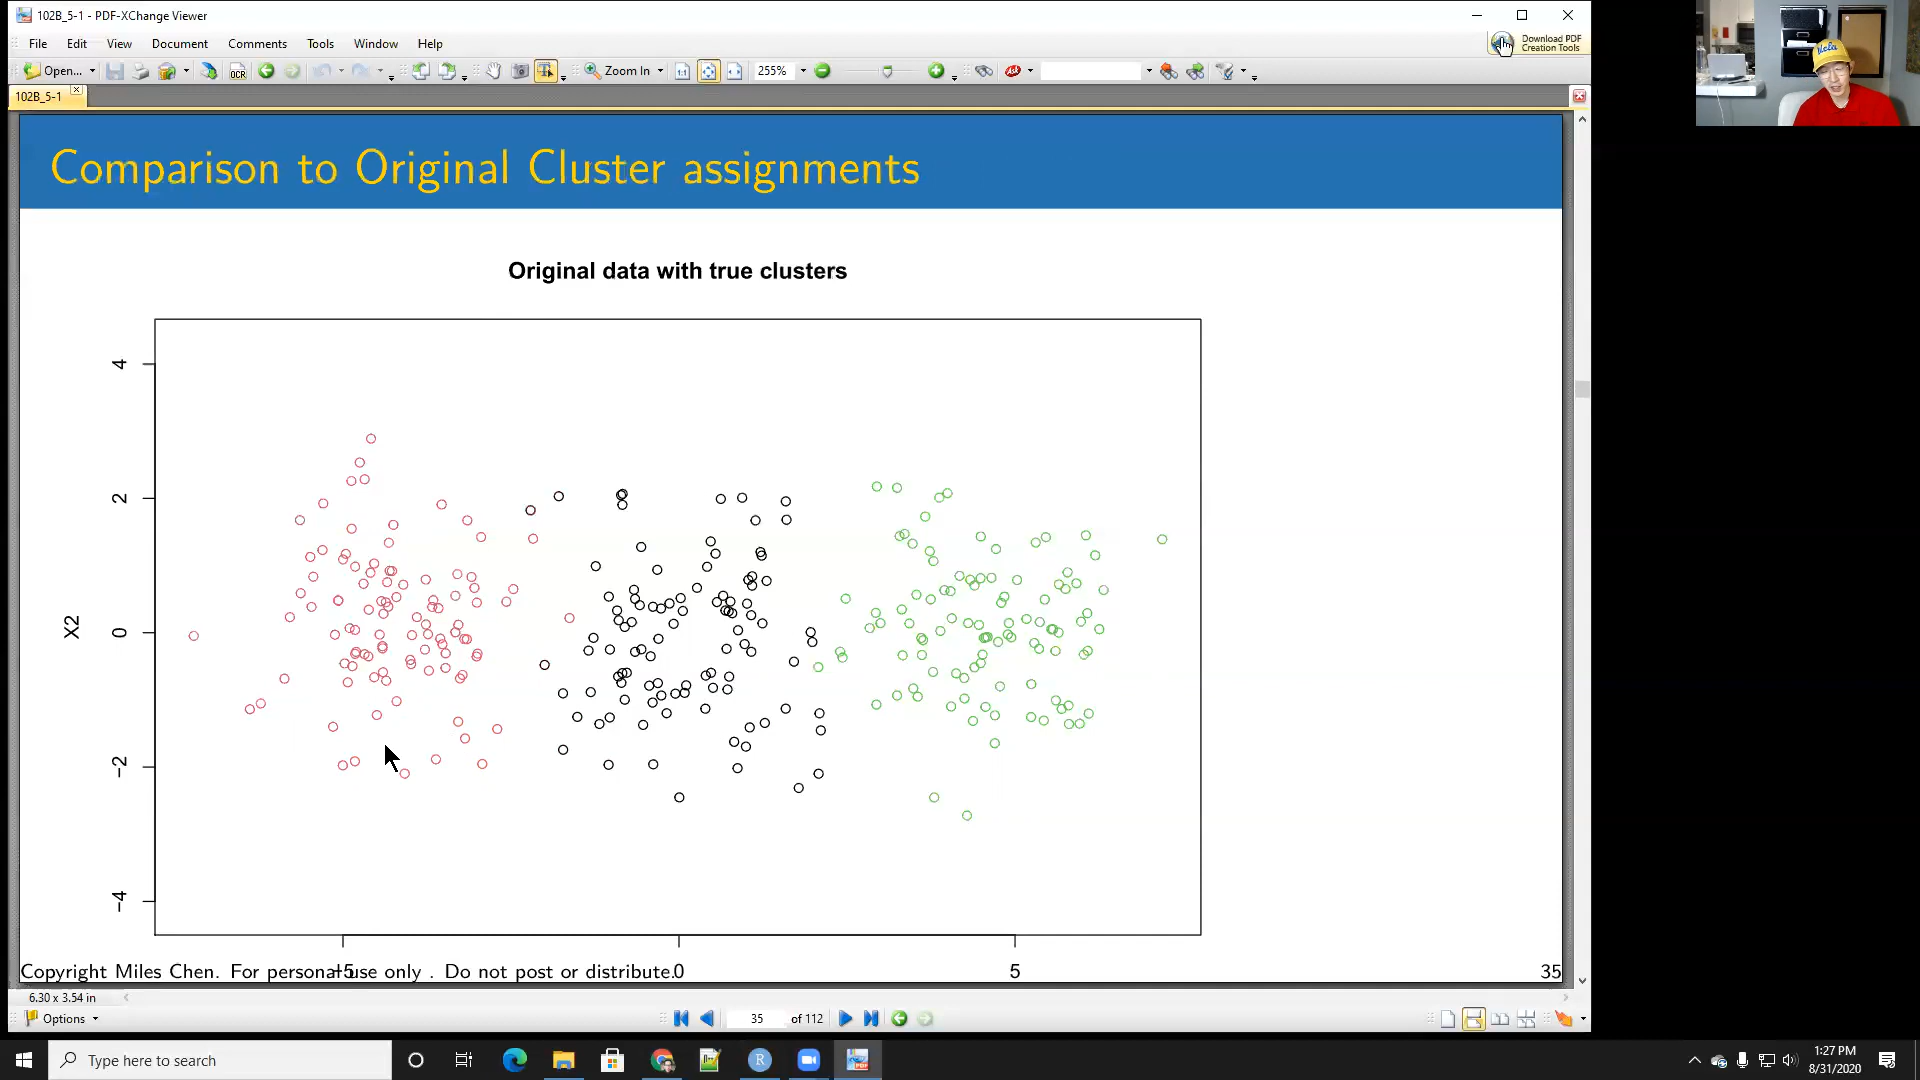 102B_5-1 - PDF-XChange Viewer
File Edit View Document Comments Tools Window Help
Download PDF
Creation Tools
Open... OCR Zoom In 255%
102B_5-1
Comparison to Original Cluster assignments
Original data with true clusters
4
2
0
−2
−4
X2
−5 0 5
Copyright Miles Chen. For personal use only . Do not post or distribute.
35
6.30 x 3.54 in
Options 35 of 112
Type here to search
1:27 PM
8/31/2020